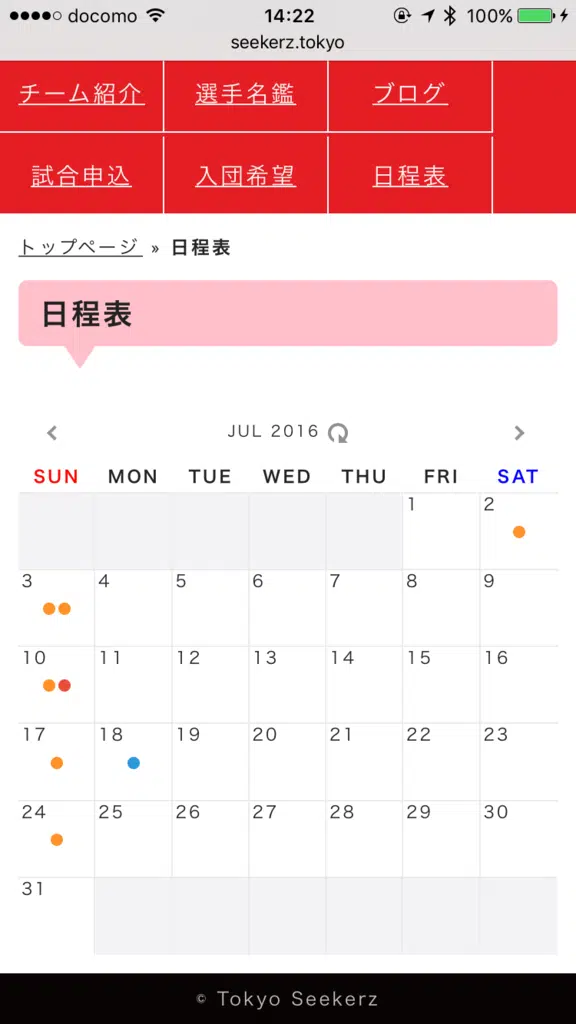 docomo 14:22 100%
seekerz.tokyo
チーム紹介 選手名鑑 ブログ
試合申込 入団希望 日程表
トップページ » 日程表
日程表
JUL 2016
SUN MON TUE WED THU FRI SAT
1 2
3 4 5 6 7 8 9
10 11 12 13 14 15 16
17 18 19 20 21 22 23
24 25 26 27 28 29 30
31
© Tokyo Seekerz